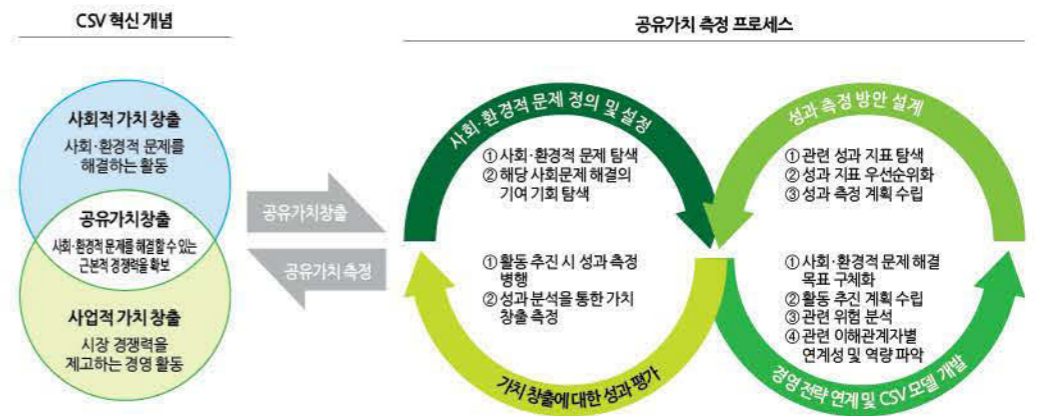 CSV 혁신 개념
사회적 가치 창출
사회·환경적 문제를
해결하는 활동
공유가치창출
사회·환경적 문제를 해결할 수 있는
근본적 경쟁력을 확보
사업적 가치 창출
시장 경쟁력을
제고하는 경영 활동
공유가치창출
공유가치 측정
공유가치 측정 프로세스
사회·환경적 문제 정의 및 설정
① 사회·환경적 문제 탐색
② 해당 사회문제 해결의
기여 기회 탐색
성과 측정 방안 설계
① 관련 성과 지표 탐색
② 성과 지표 우선순위화
③ 성과 측정 계획 수립
① 활동 추진 시 성과 측정
병행
② 성과 분석을 통한 가치
창출 측정
가치 창출에 대한 성과 평가
① 사회·환경적 문제 해결
목표 구체화
② 활동 추진 계획 수립
③ 관련 위험 분석
④ 관련 이해관계자별
연계성 및 역량 파악
경영 전략 연계 및 CSV 모델 개발